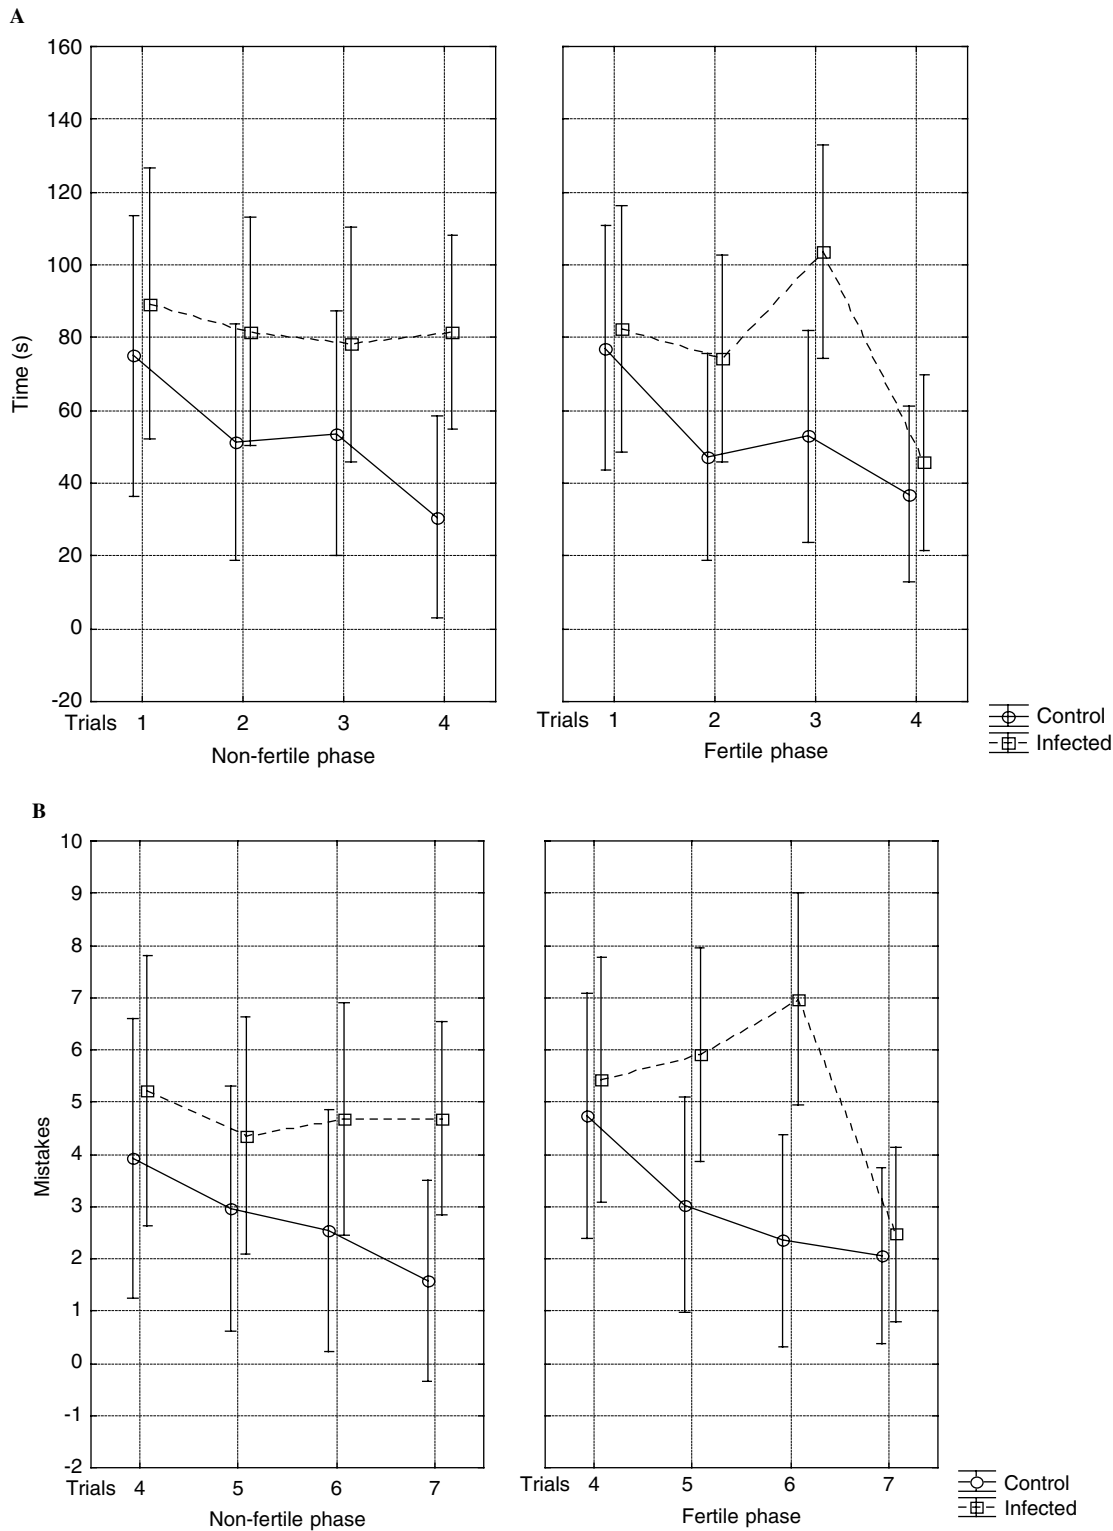 A
160
140
120
100
80
60
40
20
0
-20
Time (s)
Trials 1 2 3 4
Non-fertile phase
Trials 1 2 3 4
Fertile phase
Control
Infected
B
10
9
8
7
6
5
4
3
2
1
0
-1
-2
Mistakes
Trials 4 5 6 7
Non-fertile phase
Trials 4 5 6 7
Fertile phase
Control
Infected